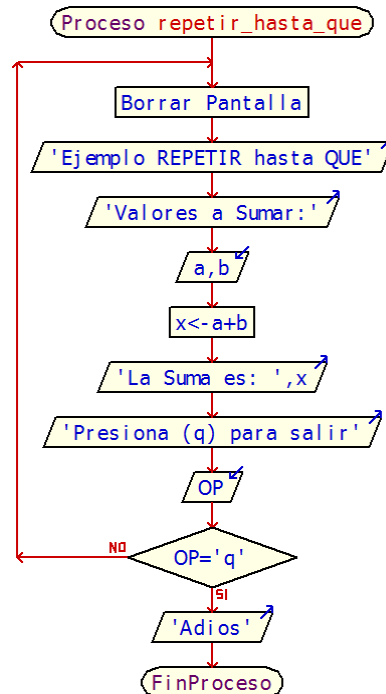 Proceso repetir_hasta_que
Borrar Pantalla
'Ejemplo REPETIR hasta QUE'
'Valores a Sumar:'
a,b
x<-a+b
'La Suma es: ',x
'Presiona (q) para salir'
OP
NO
OP='q'
SI
'Adios'
FinProceso